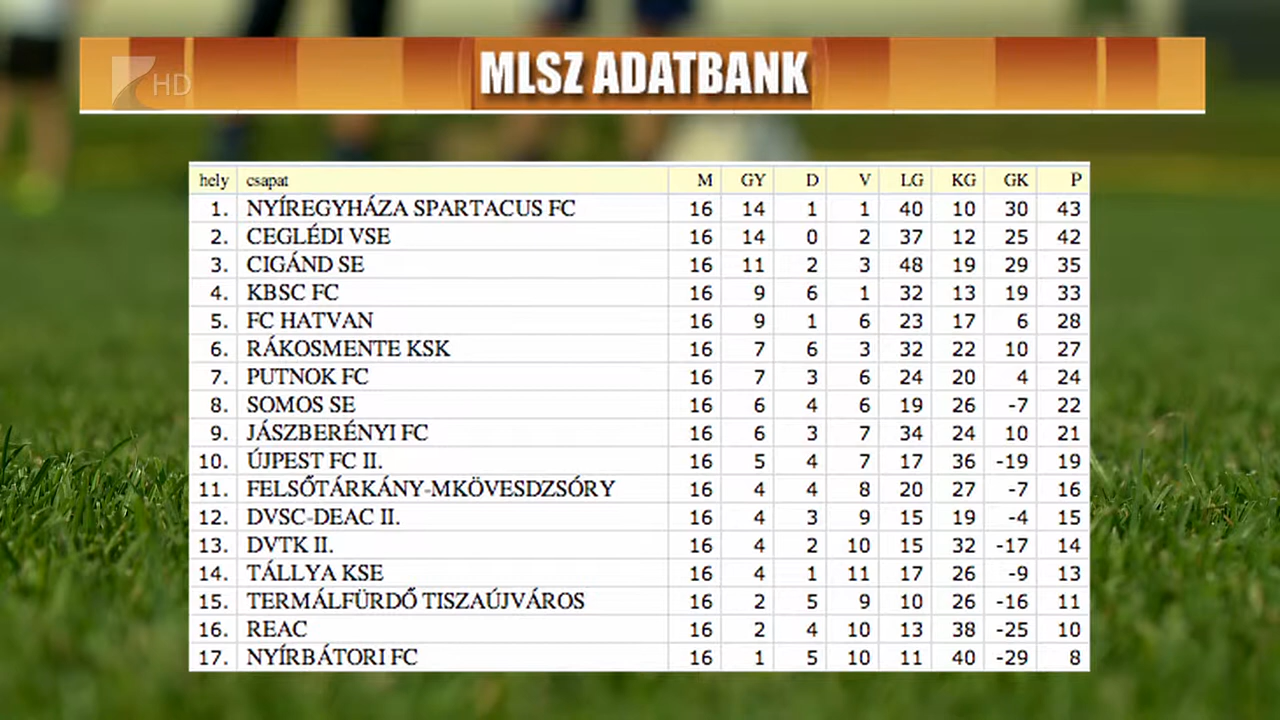 HD
MLSZ ADATBANK
hely csapat M GY D V LG KG GK P
1. NYÍREGYHÁZA SPARTACUS FC 16 14 1 1 40 10 30 43
2. CEGLÉDI VSE 16 14 0 2 37 12 25 42
3. CIGÁND SE 16 11 2 3 48 19 29 35
4. KBSC FC 16 9 6 1 32 13 19 33
5. FC HATVAN 16 9 1 6 23 17 6 28
6. RÁKOSMENTE KSK 16 7 6 3 32 22 10 27
7. PUTNOK FC 16 7 3 6 24 20 4 24
8. SOMOS SE 16 6 4 6 19 26 -7 22
9. JÁSZBERÉNYI FC 16 6 3 7 34 24 10 21
10. ÚJPEST FC II. 16 5 4 7 17 36 -19 19
11. FELSŐTÁRKÁNY-MKÖVESDZSÓRY 16 4 4 8 20 27 -7 16
12. DVSC-DEAC II. 16 4 3 9 15 19 -4 15
13. DVTK II. 16 4 2 10 15 32 -17 14
14. TÁLLYA KSE 16 4 1 11 17 26 -9 13
15. TERMÁLFÜRDŐ TISZAÚJVÁROS 16 2 5 9 10 26 -16 11
16. REAC 16 2 4 10 13 38 -25 10
17. NYÍRBÁTORI FC 16 1 5 10 11 40 -29 8